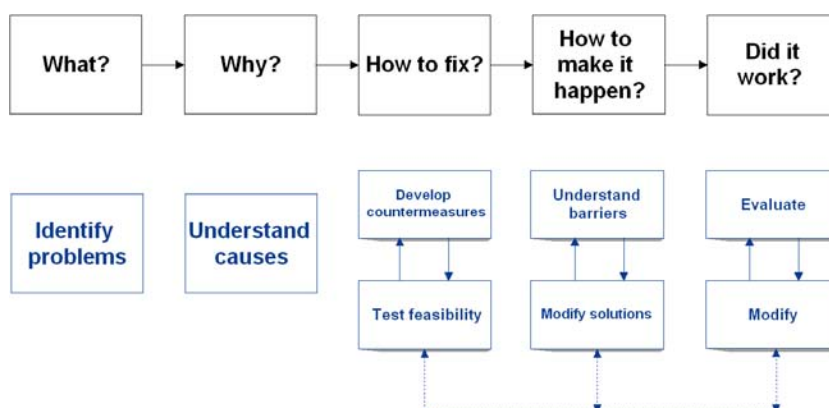 What?
Why?
How to fix?
How to
make it
happen?
Did it
work?
Identify
problems
Understand
causes
Develop
countermeasures
Understand
barriers
Evaluate
Test feasibility
Modify solutions
Modify